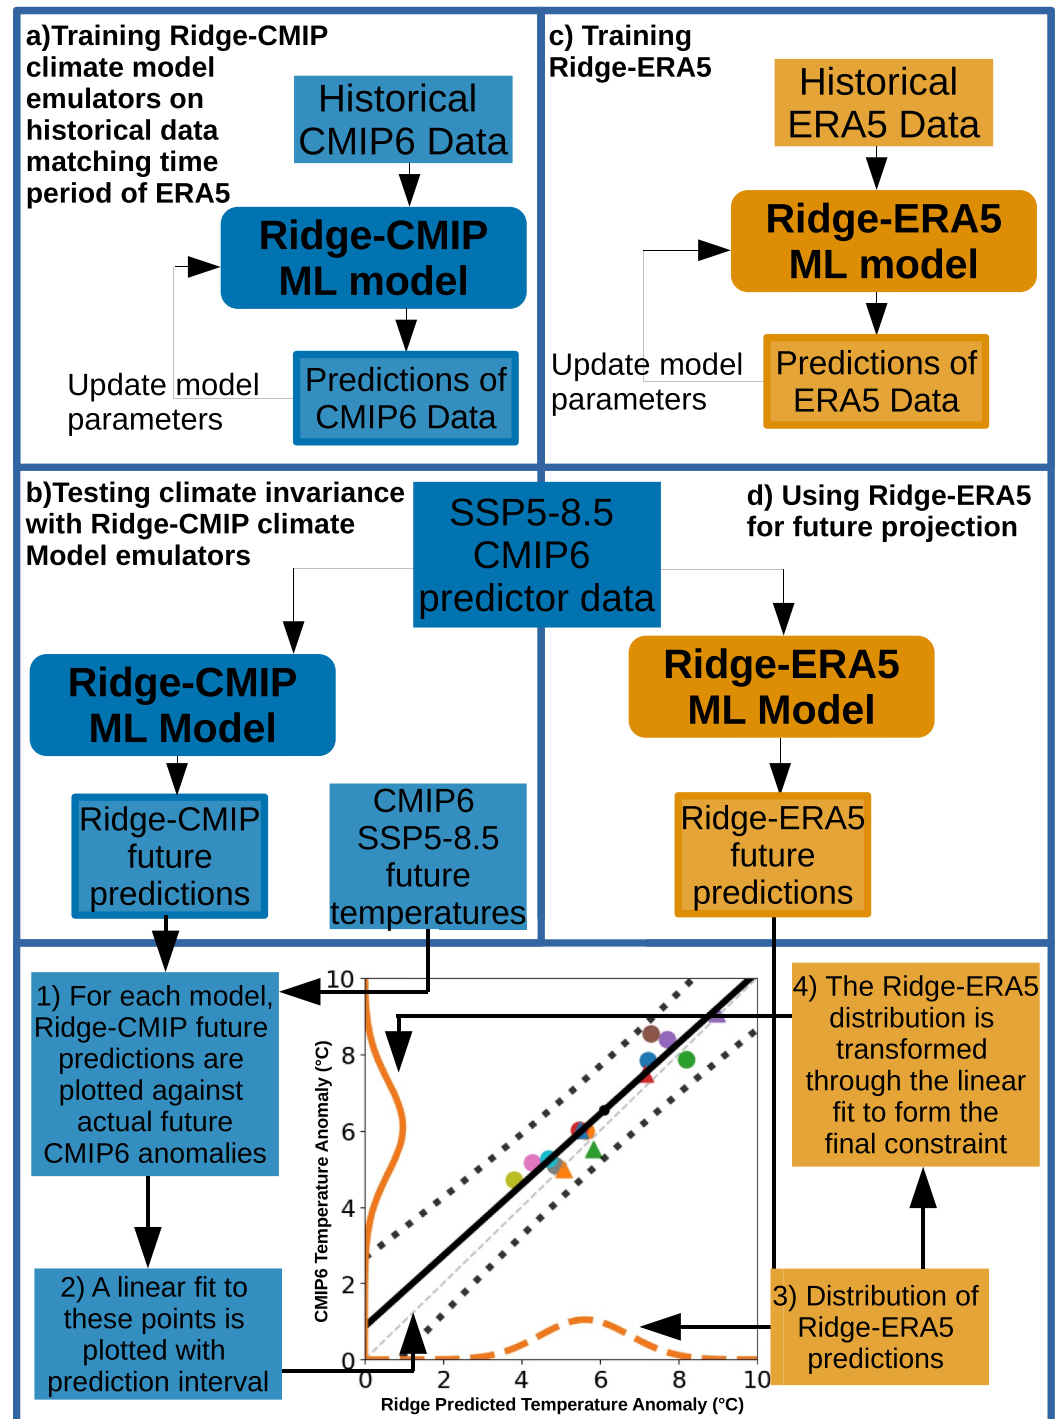 a)Training Ridge-CMIP
climate model
emulators on
historical data
matching time
period of ERA5
Historical
CMIP6 Data
Ridge-CMIP
ML model
Update model
parameters
Predictions of
CMIP6 Data
c) Training
Ridge-ERA5
Historical
ERA5 Data
Ridge-ERA5
ML model
Update model
parameters
Predictions of
ERA5 Data
b)Testing climate invariance
with Ridge-CMIP climate
Model emulators
SSP5-8.5
CMIP6
predictor data
d) Using Ridge-ERA5
for future projection
Ridge-CMIP
ML Model
Ridge-CMIP
future
predictions
CMIP6
SSP5-8.5
future
temperatures
Ridge-ERA5
ML Model
Ridge-ERA5
future
predictions
1) For each model,
Ridge-CMIP future
predictions are
plotted against
actual future
CMIP6 anomalies
2) A linear fit to
these points is
plotted with
prediction interval
CMIP6 Temperature Anomaly (°C)
10
8
6
4
2
0
0 2 4 6 8 10
Ridge Predicted Temperature Anomaly (°C)
4) The Ridge-ERA5
distribution is
transformed
through the linear
fit to form the
final constraint
3) Distribution of
Ridge-ERA5
predictions